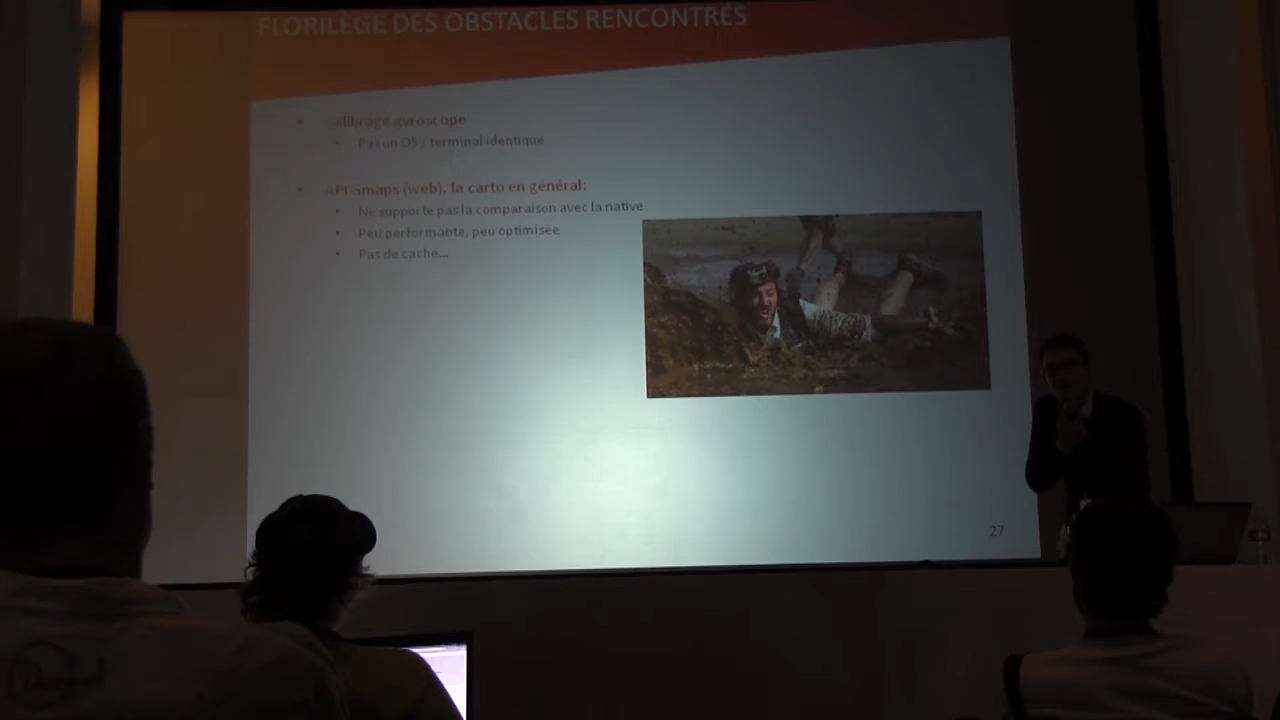 FLORILÈGE DES OBSTACLES RENCONTRÉS
Calibrage gyroscope
Pas un OS / terminal identique
API Gmaps (web), la carto en général:
Ne supporte pas la comparaison avec la native
Peu performante, peu optimisée
Pas de cache...
27